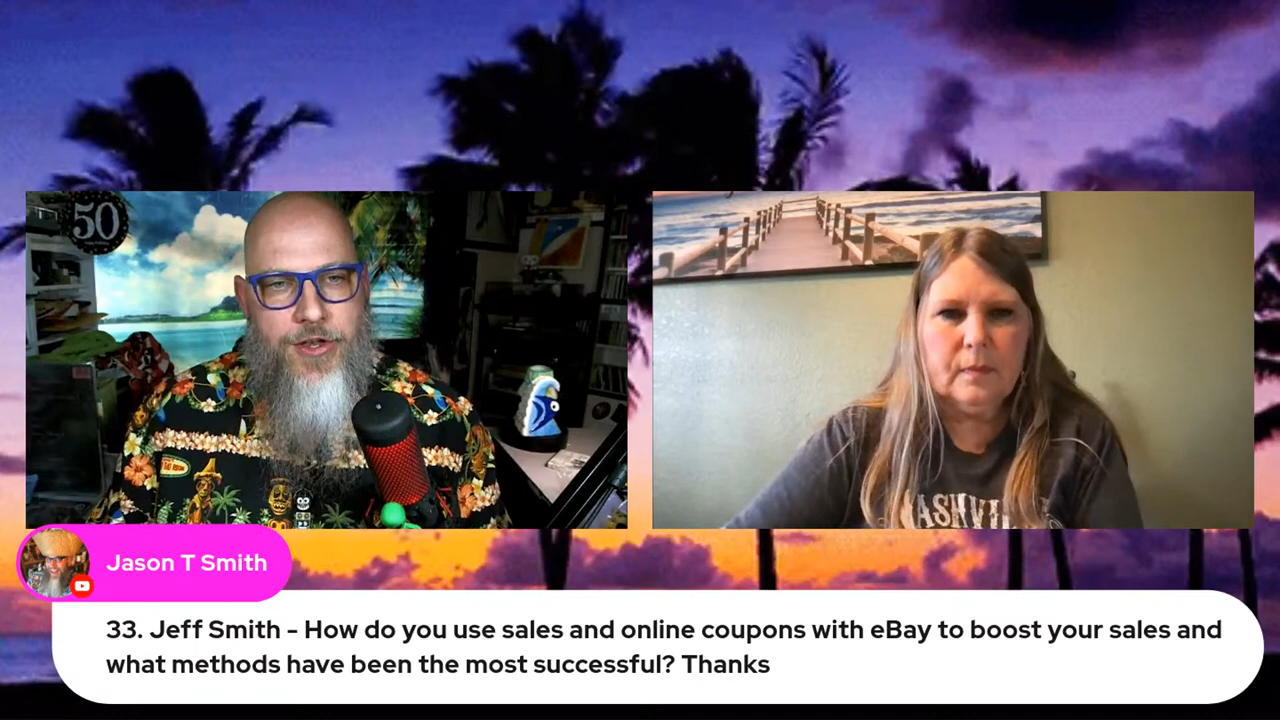 50
ASHVI
Jason T Smith
33. Jeff Smith - How do you use sales and online coupons with eBay to boost your sales and
what methods have been the most successful? Thanks